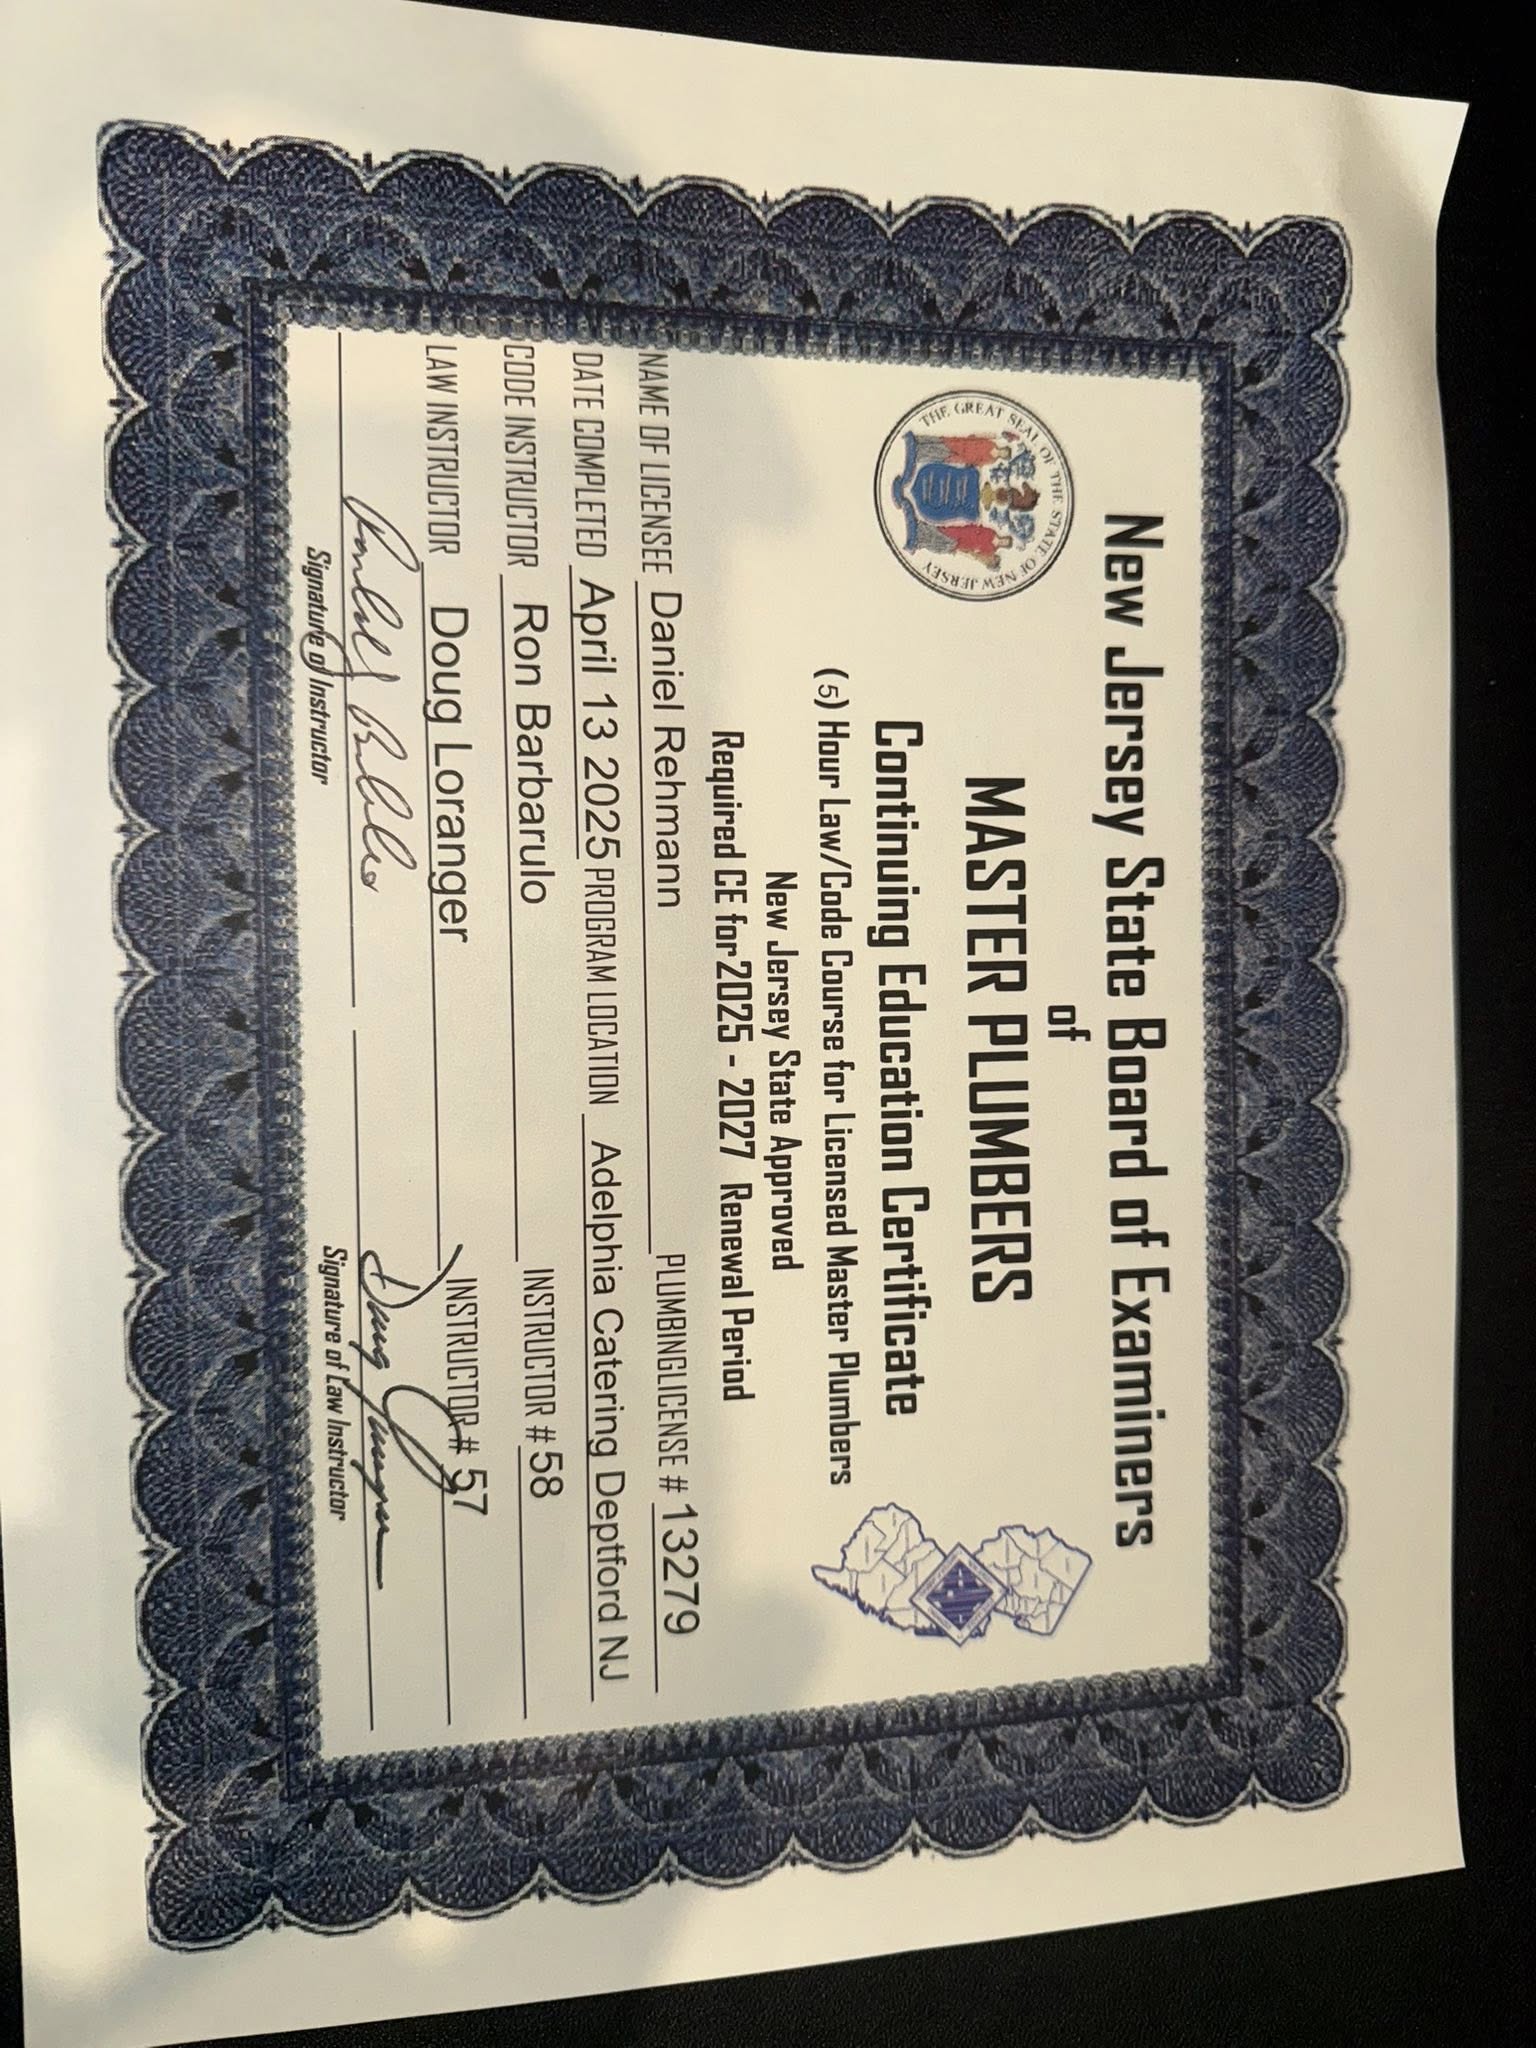 New Jersey State Board of Examiners
of
MASTER PLUMBERS
THE GREAT SEAL OF THE STATE OF NEW JERSEY
Continuing Education Certificate
(5) Hour Law/Code Course for Licensed Master Plumbers
New Jersey State Approved
Required CE for 2025 - 2027 Renewal Period
NAME OF LICENSEE Daniel Rehmann PLUMBINGLICENSE # 13279
DATE COMPLETED April 13 2025 PROGRAM LOCATION Adelphia Catering Deptford NJ
CODE INSTRUCTOR Ron Barbarulo INSTRUCTOR # 58
LAW INSTRUCTOR Doug Loranger INSTRUCTOR # 57
Signature of Instructor Signature of Law Instructor